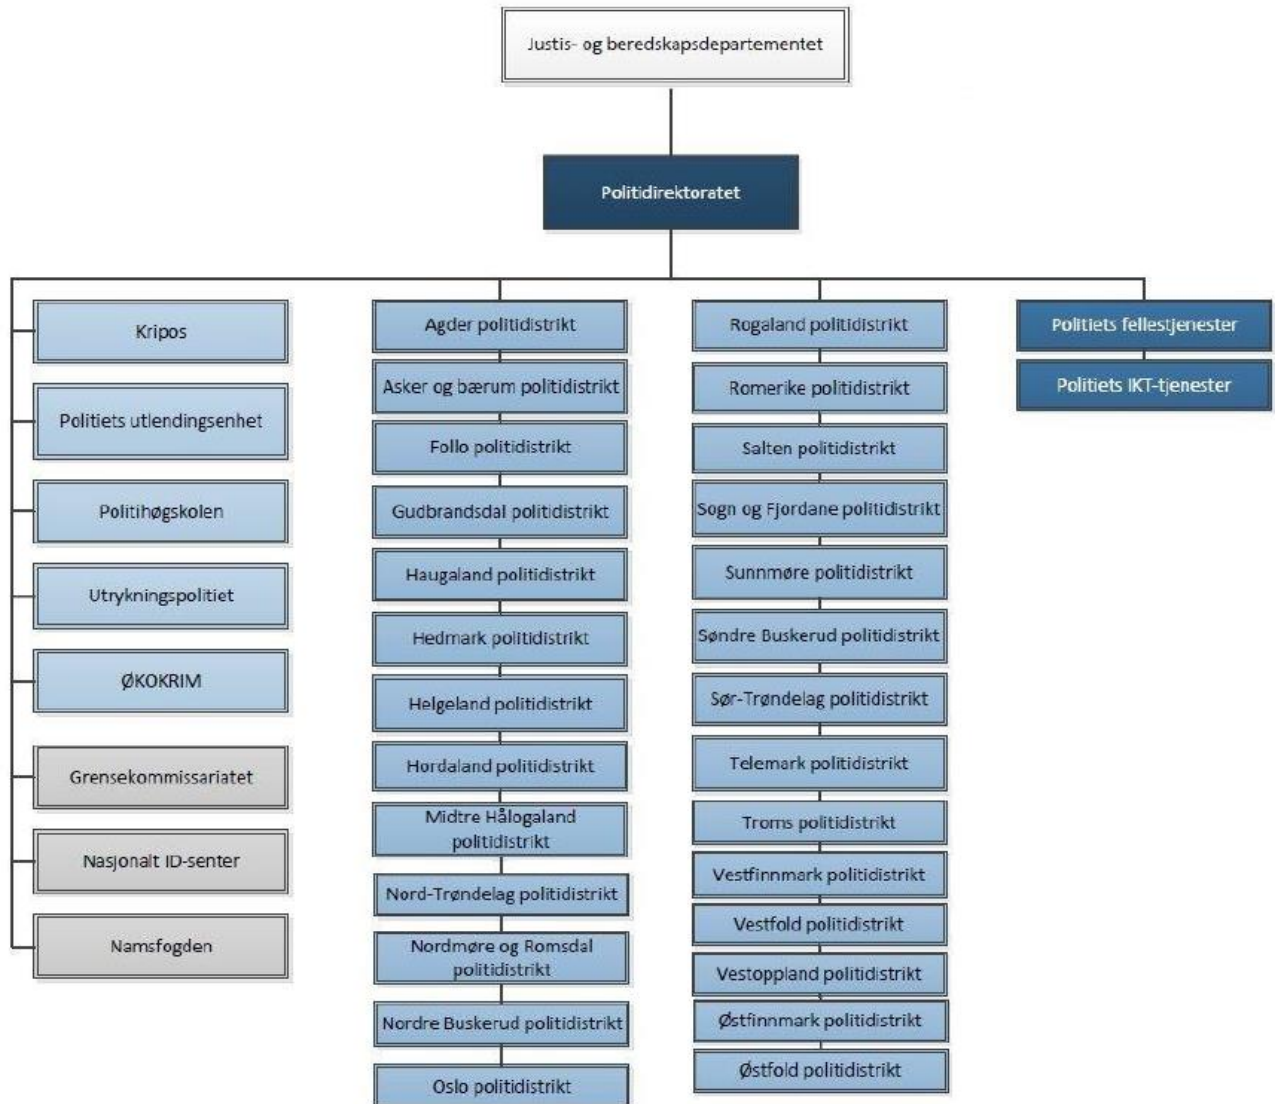 Justis- og beredskapsdepartementet
Politidirektoratet
Kripos
Politiets utlendingsenhet
Politihøgskolen
Utrykningspolitiet
ØKOKRIM
Grensekommissariatet
Nasjonalt ID-senter
Namsfogden
Agder politidistrikt
Asker og bærum politidistrikt
Follo politidistrikt
Gudbrandsdal politidistrikt
Haugaland politidistrikt
Hedmark politidistrikt
Helgeland politidistrikt
Hordaland politidistrikt
Midtre Hålogaland
politidistrikt
Nord-Trøndelag politidistrikt
Nordmøre og Romsdal
politidistrikt
Nordre Buskerud politidistrikt
Oslo politidistrikt
Rogaland politidistrikt
Romerike politidistrikt
Salten politidistrikt
Sogn og Fjordane politidistrikt
Sunnmøre politidistrikt
Søndre Buskerud politidistrikt
Sør-Trøndelag politidistrikt
Telemark politidistrikt
Troms politidistrikt
Vestfinnmark politidistrikt
Vestfold politidistrikt
Vestoppland politidistrikt
Østfinnmark politidistrikt
Østfold politidistrikt
Politiets fellestjenester
Politiets IKT-tjenester